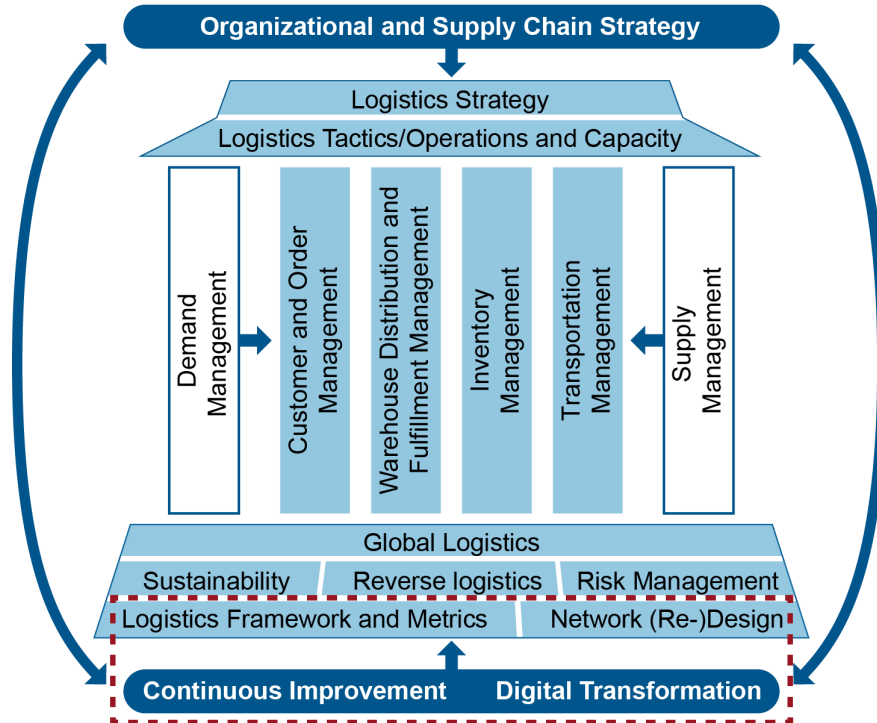 Organizational and Supply Chain Strategy
Logistics Strategy
Logistics Tactics/Operations and Capacity
Demand
Management
Customer and Order
Management
Warehouse Distribution and
Fulfillment Management
Inventory
Management
Transportation
Management
Supply
Management
Global Logistics
Sustainability
Reverse logistics
Risk Management
Logistics Framework and Metrics
Network (Re-)Design
Continuous Improvement
Digital Transformation